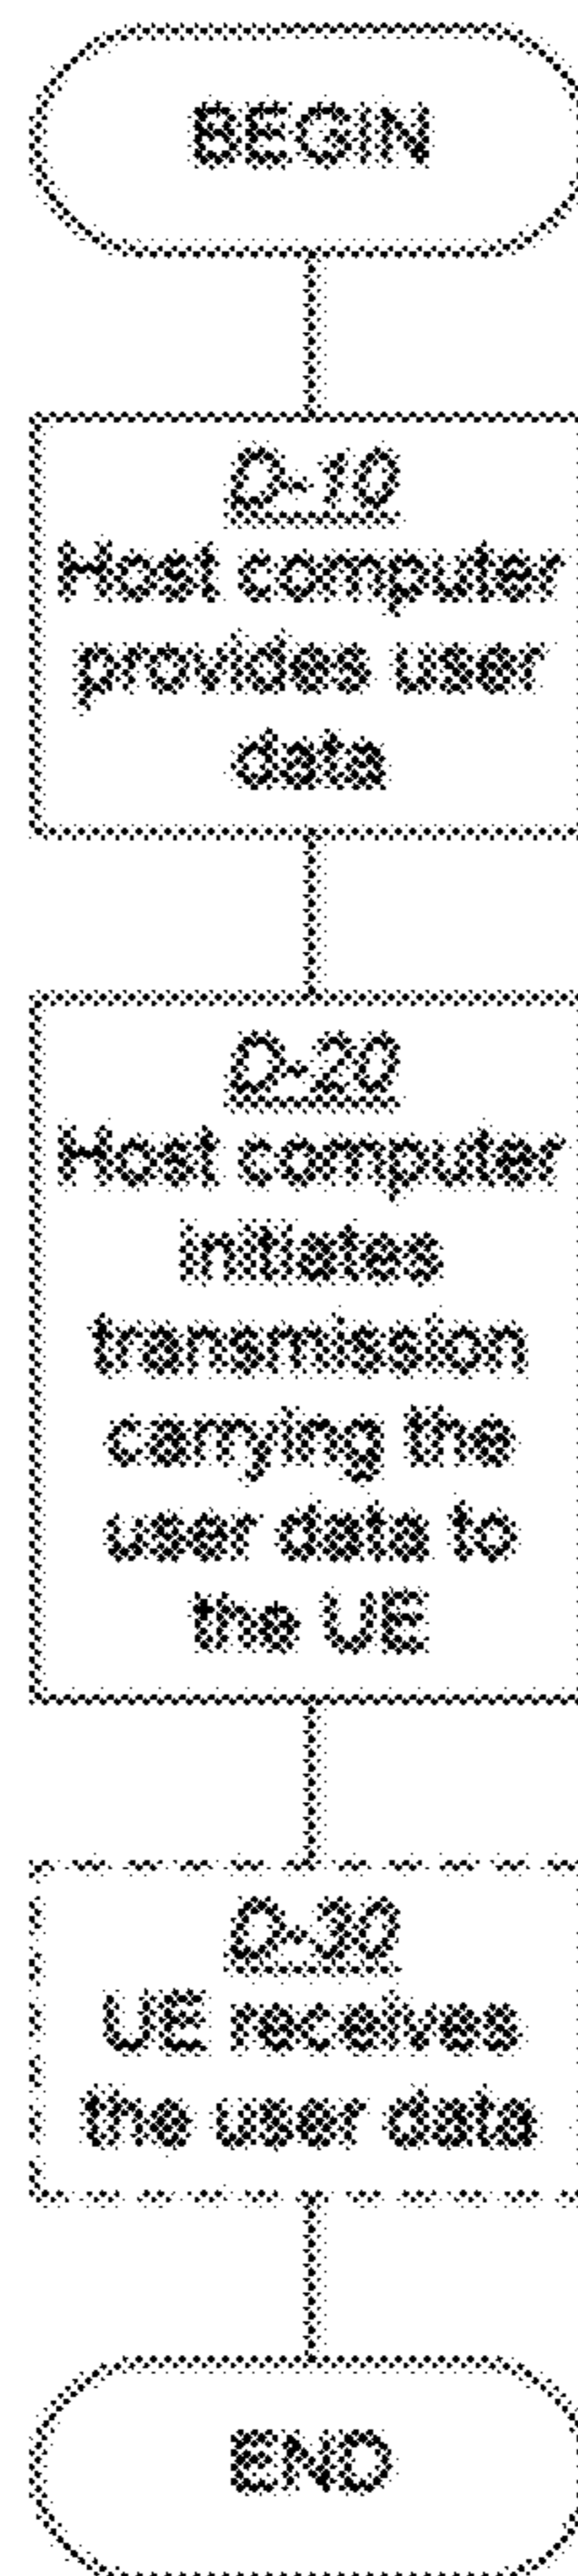 BEGIN
D-10
Host computer
provides user
data
D-20
Host computer
initiates
transmission
carrying the
user data to
the UE
D-30
UE receives
the user data
END